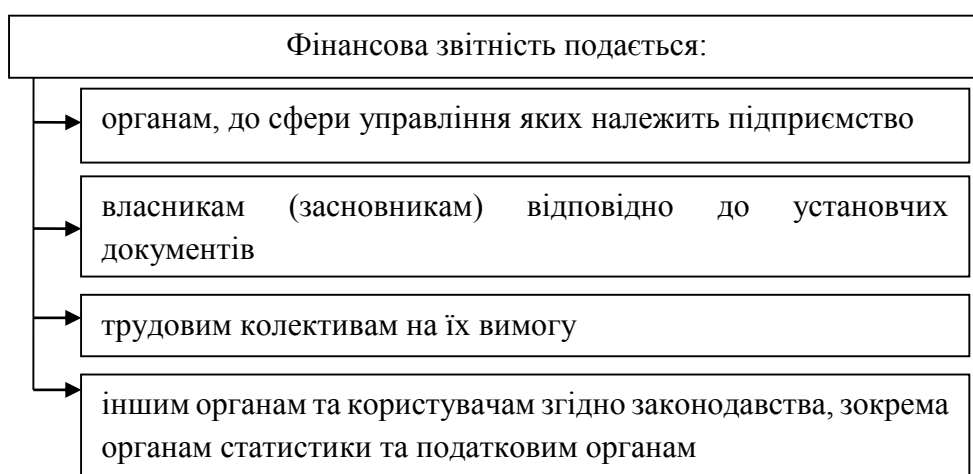 Фінансова звітність подається:
органам, до сфери управління яких належить підприємство
власникам (засновникам) відповідно до установчих
документів
трудовим колективам на їх вимогу
іншим органам та користувачам згідно законодавства, зокрема
органам статистики та податковим органам